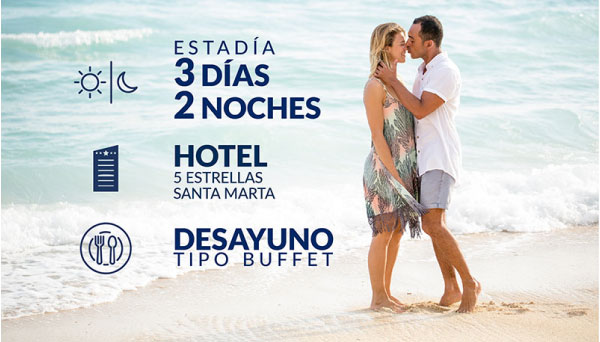 ESTADÍA
3 DÍAS
2 NOCHES
HOTEL
5 ESTRELLAS
SANTA MARTA
DESAYUNO
TIPO BUFFET